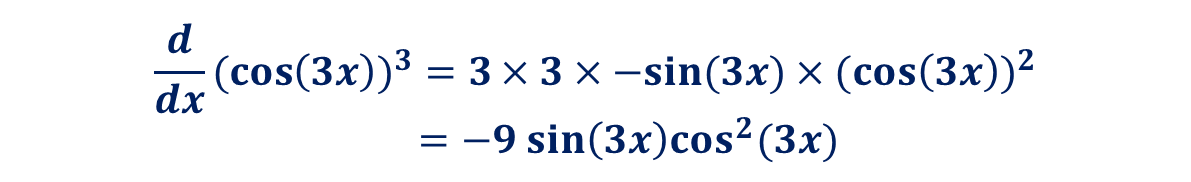 d/dx (cos(3x))³ = 3 × 3 × −sin(3x) × (cos(3x))²
= −9 sin(3x)cos²(3x)